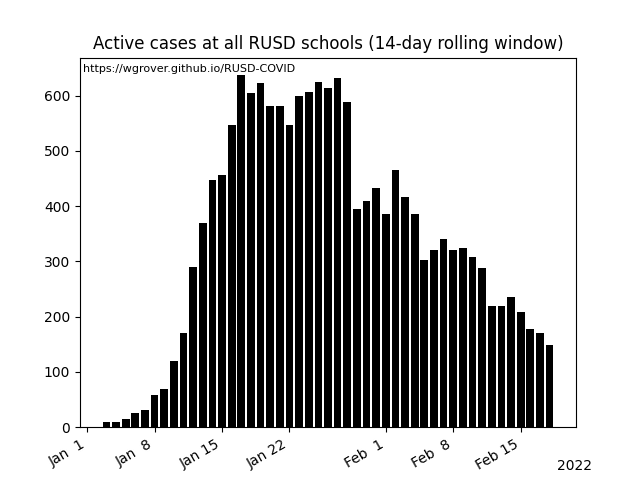 Active cases at all RUSD schools (14-day rolling window)
https://wgrover.github.io/RUSD-COVID
600
500
400
300
200
100
0
Jan 1
Jan 8
Jan 15
Jan 22
Feb 1
Feb 8
Feb 15
2022